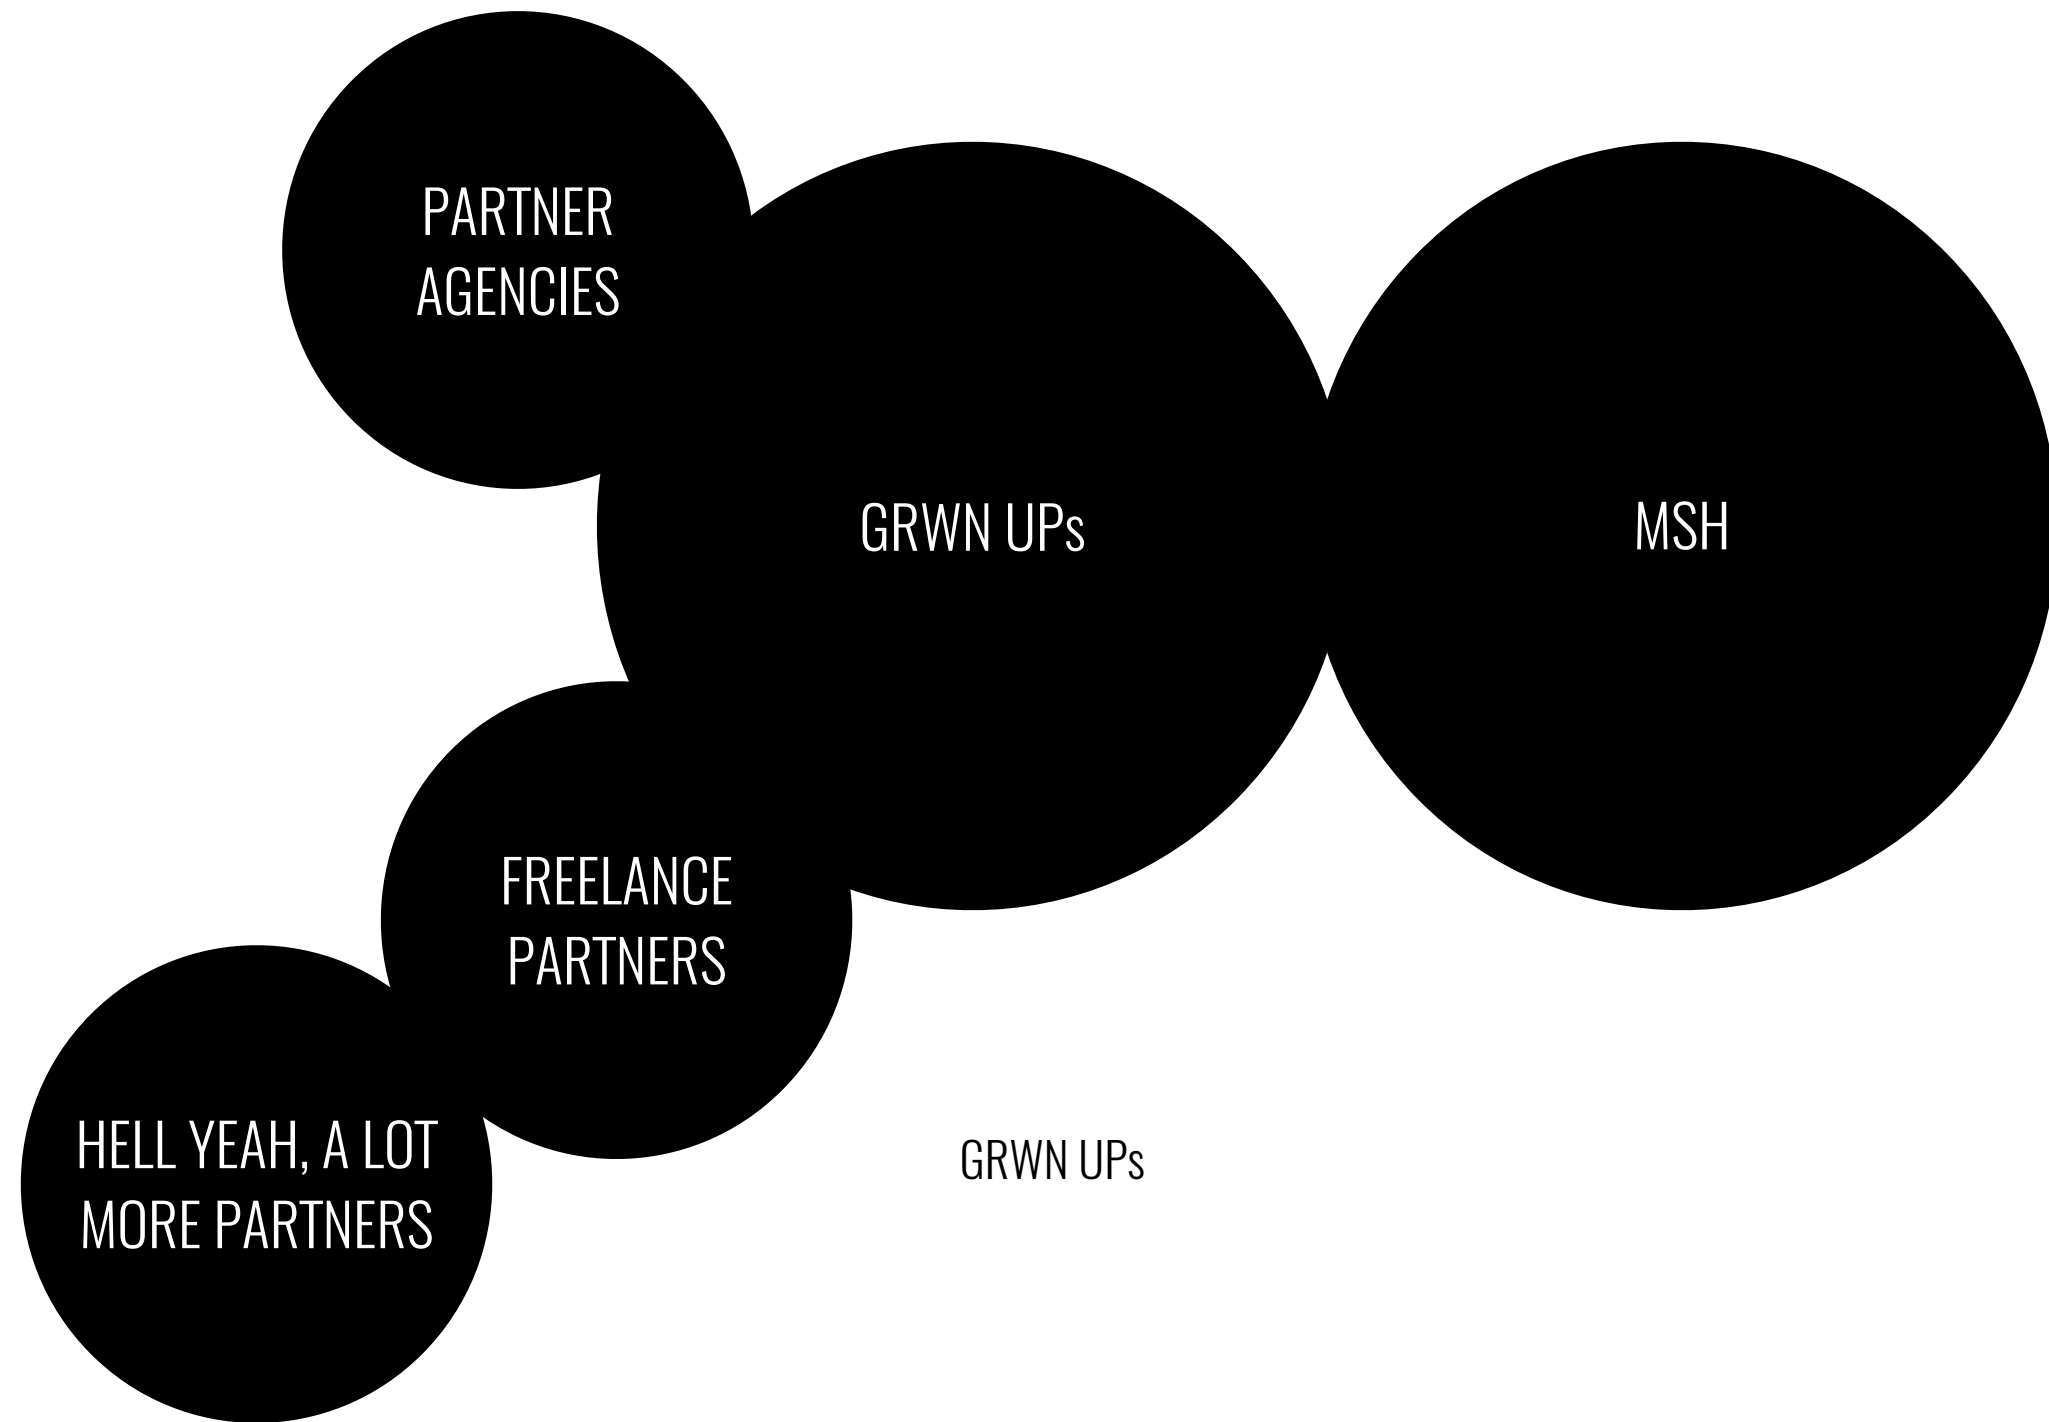 PARTNER
AGENCIES
GRWN UPs
MSH
FREELANCE
PARTNERS
HELL YEAH, A LOT
MORE PARTNERS
GRWN UPs